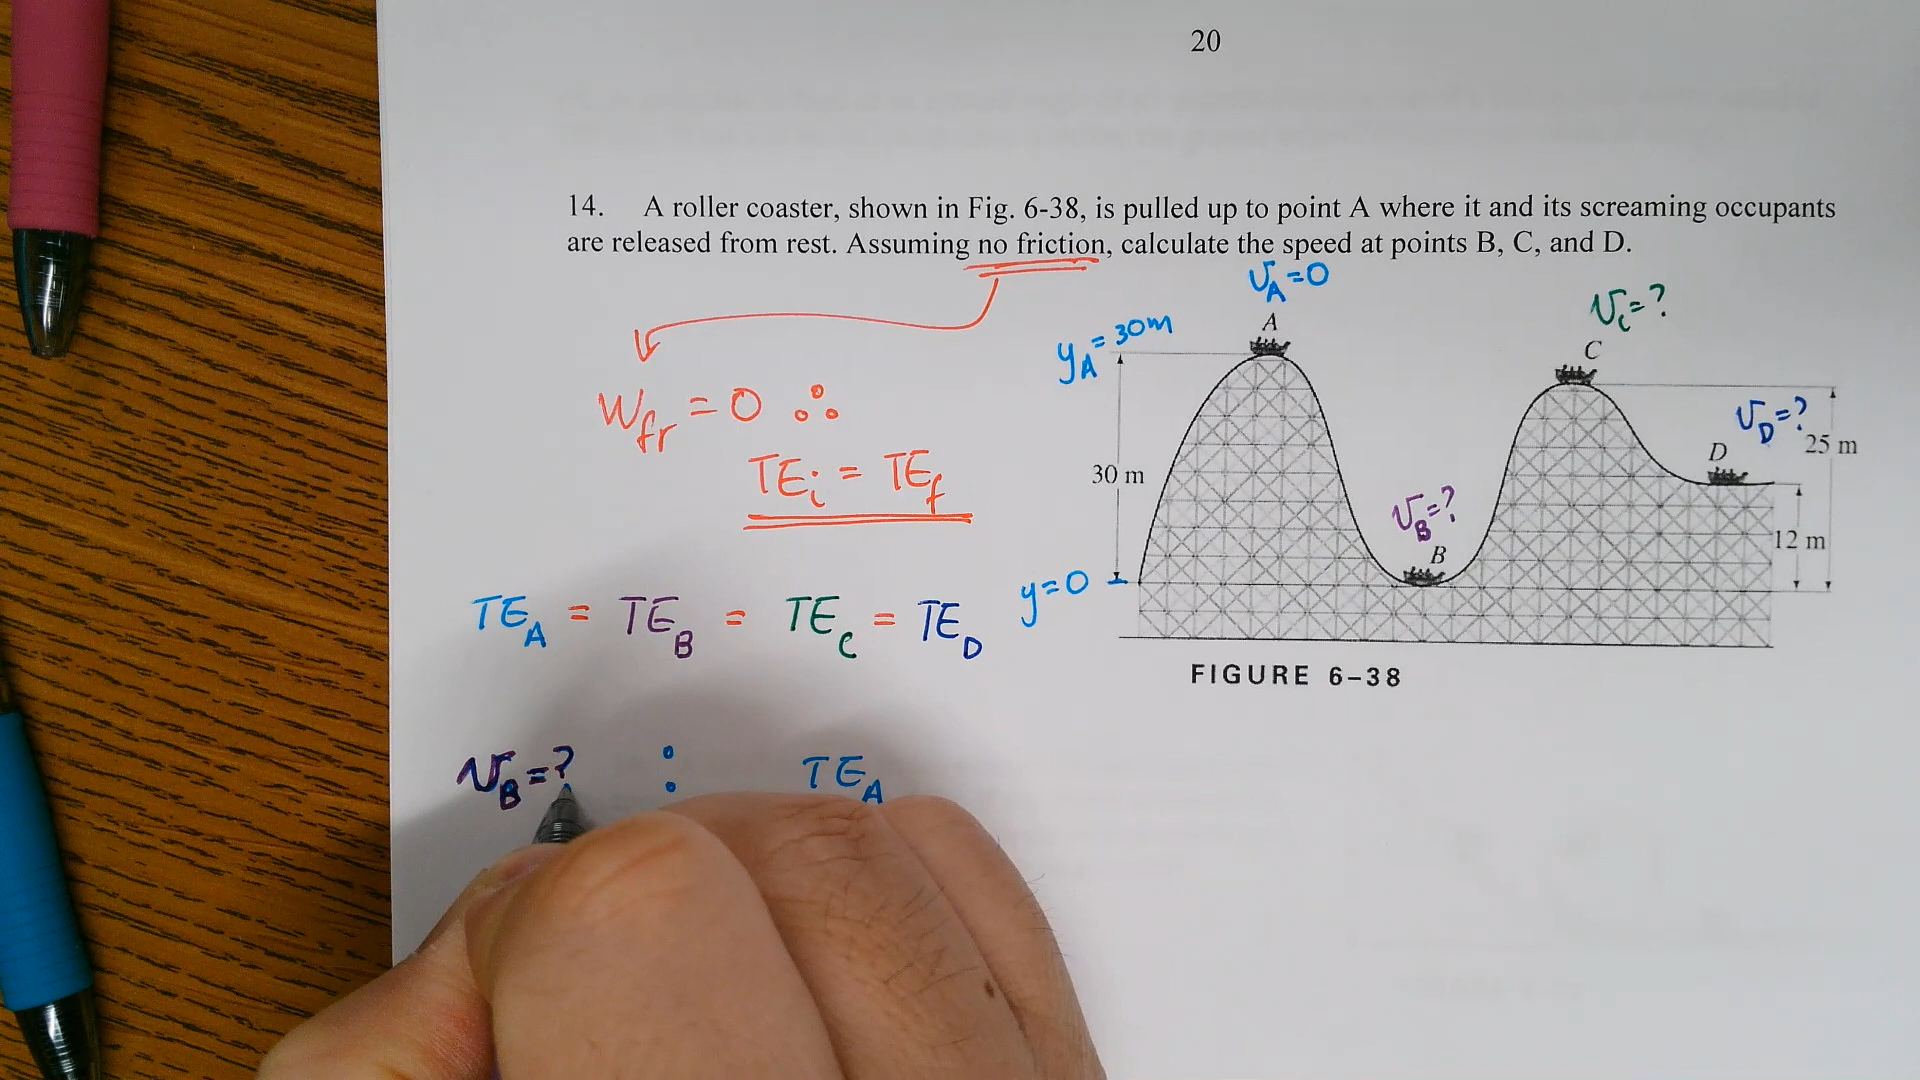 20
14. A roller coaster, shown in Fig. 6-38, is pulled up to point A where it and its screaming occupants
are released from rest. Assuming no friction, calculate the speed at points B, C, and D.
v_A = 0
v_C = ?
y_A = 30m
A
C
W_fr = 0 ∴
v_D = ?
25 m
D
TE_i = TE_f
30 m
v_B = ?
B
12 m
y = 0
TE_A = TE_B = TE_C = TE_D
FIGURE 6-38
v_B = ? : TE_A